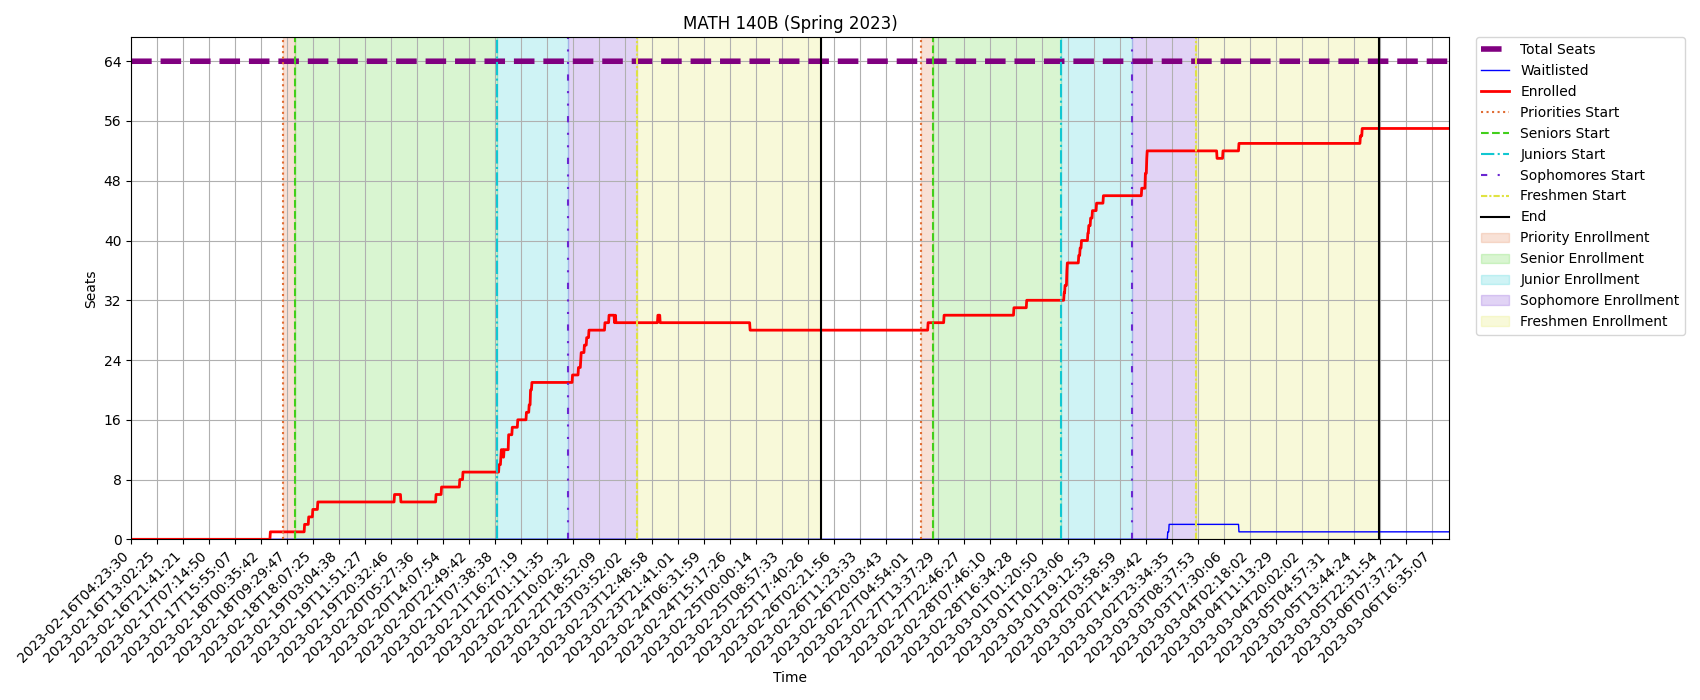 MATH 140B (Spring 2023)
Total Seats
Waitlisted
Enrolled
Priorities Start
Seniors Start
Juniors Start
Sophomores Start
Freshmen Start
End
Priority Enrollment
Senior Enrollment
Junior Enrollment
Sophomore Enrollment
Freshmen Enrollment
Seats
64
56
48
40
32
24
16
8
0
2023-02-16T04:23:30
2023-02-16T13:02:25
2023-02-16T21:41:21
2023-02-17T07:14:50
2023-02-17T15:55:07
2023-02-18T00:35:42
2023-02-18T09:29:47
2023-02-18T18:07:25
2023-02-19T03:04:38
2023-02-19T11:51:27
2023-02-19T20:32:46
2023-02-20T05:27:36
2023-02-20T14:07:54
2023-02-20T22:49:42
2023-02-21T07:38:38
2023-02-21T16:27:19
2023-02-22T01:11:35
2023-02-22T10:02:32
2023-02-22T18:52:09
2023-02-23T03:52:02
2023-02-23T12:48:58
2023-02-23T21:41:01
2023-02-24T06:31:59
2023-02-24T15:17:26
2023-02-25T00:00:14
2023-02-25T08:57:33
2023-02-25T17:40:26
2023-02-26T02:21:56
2023-02-26T11:23:33
2023-02-26T20:03:43
2023-02-27T04:54:01
2023-02-27T13:37:29
2023-02-27T22:46:27
2023-02-28T07:46:10
2023-02-28T16:34:28
2023-03-01T01:20:50
2023-03-01T10:23:06
2023-03-01T19:12:53
2023-03-02T03:58:59
2023-03-02T14:39:42
2023-03-02T23:34:35
2023-03-03T08:37:53
2023-03-03T17:30:06
2023-03-04T02:18:02
2023-03-04T11:13:29
2023-03-04T20:02:02
2023-03-05T04:57:31
2023-03-05T13:44:24
2023-03-05T22:31:54
2023-03-06T07:37:21
2023-03-06T16:35:07
Time